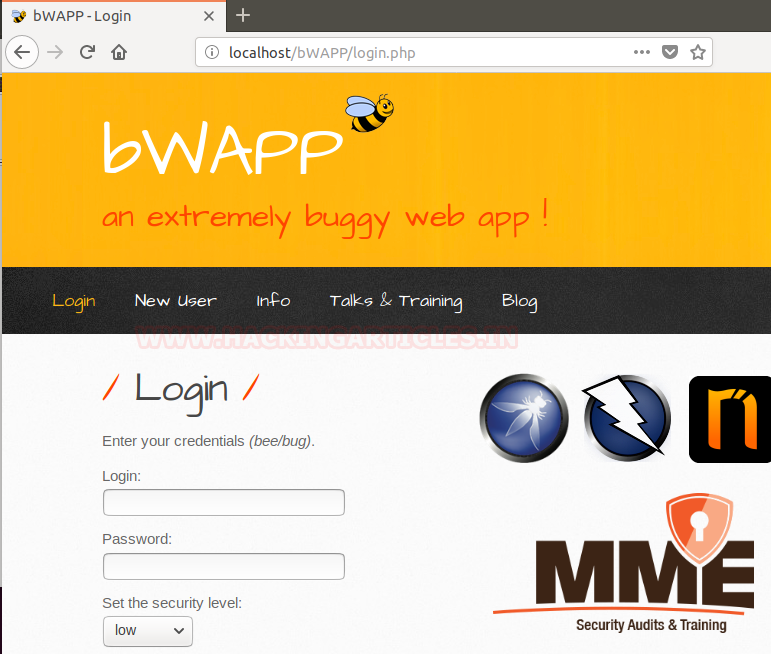 bWAPP - Login
localhost/bWAPP/login.php
bWAPP
an extremely buggy web app !
Login New User Info Talks & Training Blog
WWW.HACKINGARTICLES.IN
/ Login /
Enter your credentials (bee/bug).
Login:
Password:
Set the security level:
low
MME
Security Audits & Training